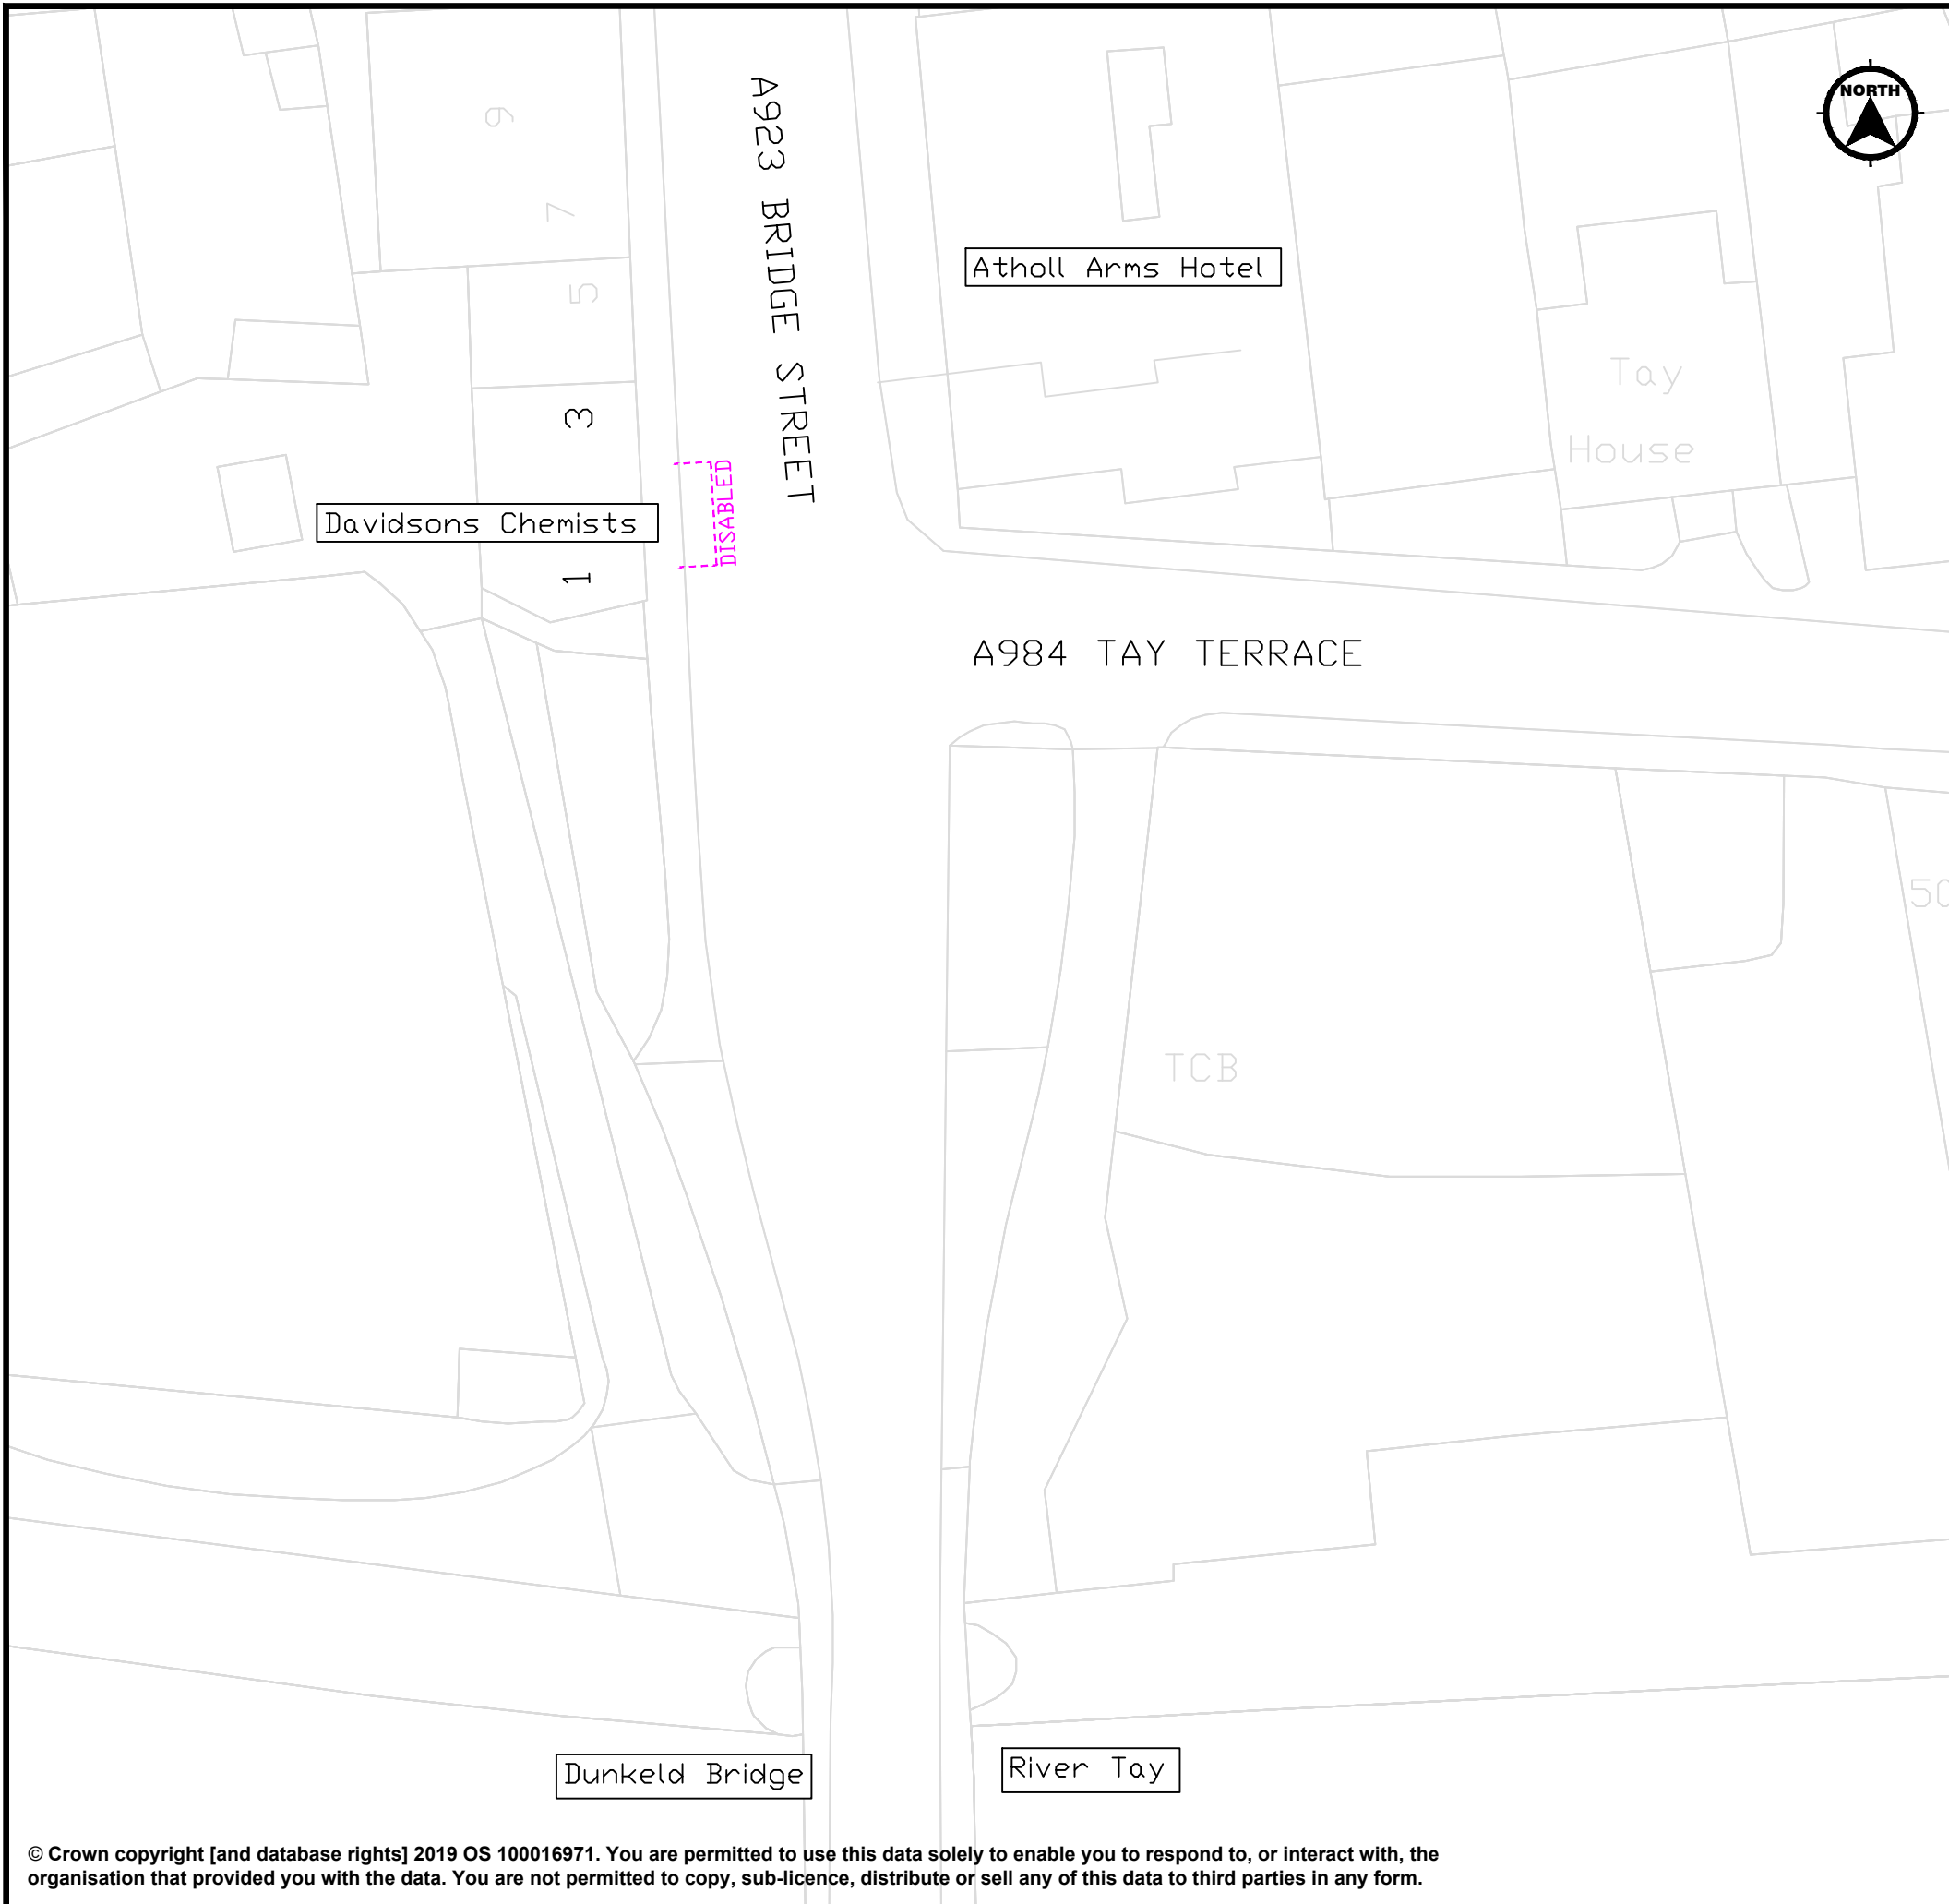 NORTH
9
7
5
3
1
A923 BRIDGE STREET
Atholl Arms Hotel
Tay
House
Davidsons Chemists
DISABLED
A984 TAY TERRACE
50
TCB
Dunkeld Bridge
River Tay
© Crown copyright [and database rights] 2019 OS 100016971. You are permitted to use this data solely to enable you to respond to, or interact with, the
organisation that provided you with the data. You are not permitted to copy, sub-licence, distribute or sell any of this data to third parties in any form.